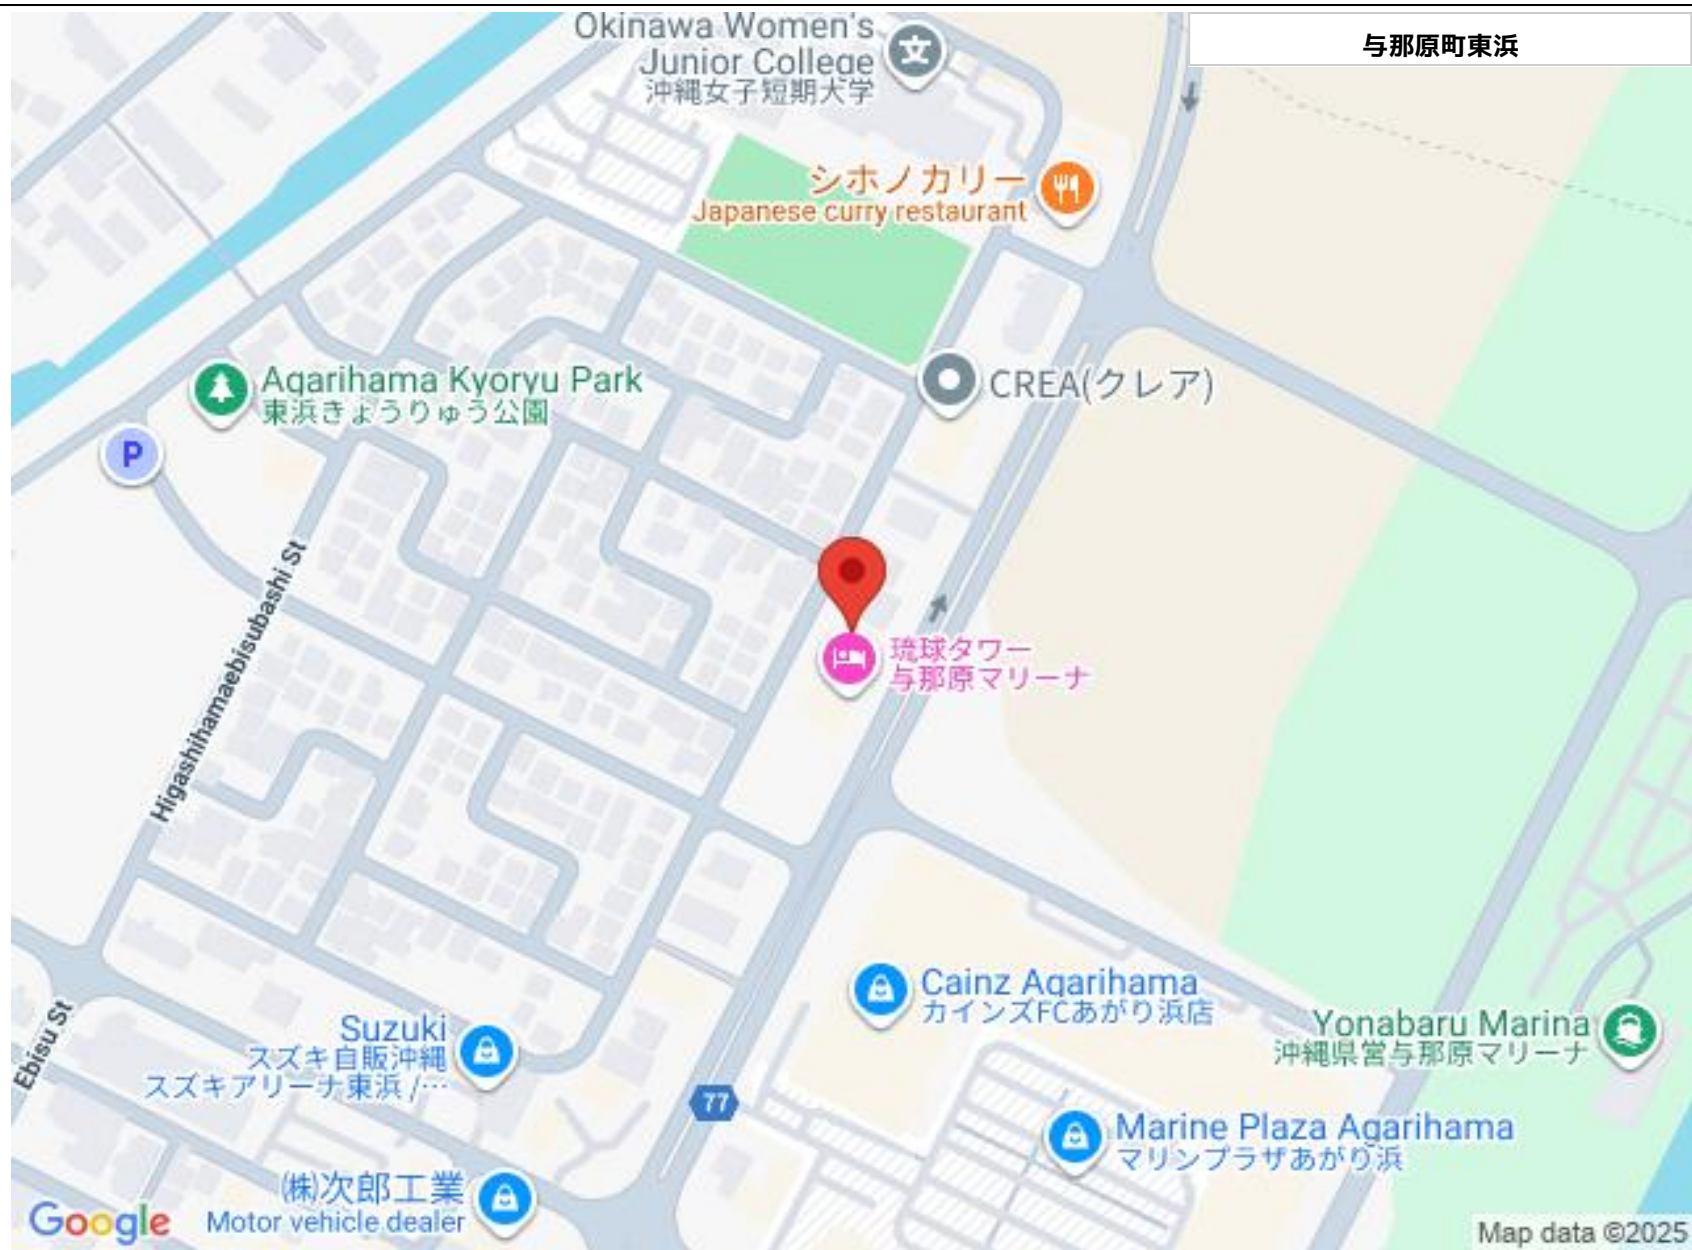 与那原町東浜
Okinawa Women's
Junior College
沖縄女子短期大学
文
シホノカリー
Japanese curry restaurant
Agarihama Kyoryu Park
東浜きょうりゅう公園
CREA(クレア)
P
Higashihamaebisubashi St
琉球タワー
与那原マリーナ
Cainz Agarihama
カインズFCあがり浜店
Suzuki
スズキ自販沖縄
スズキアリーナ東浜 /…
Yonabaru Marina
沖縄県営与那原マリーナ
Ebisu St
77
Marine Plaza Agarihama
マリンプラザあがり浜
㈱次郎工業
Motor vehicle dealer
Google
Map data ©2025